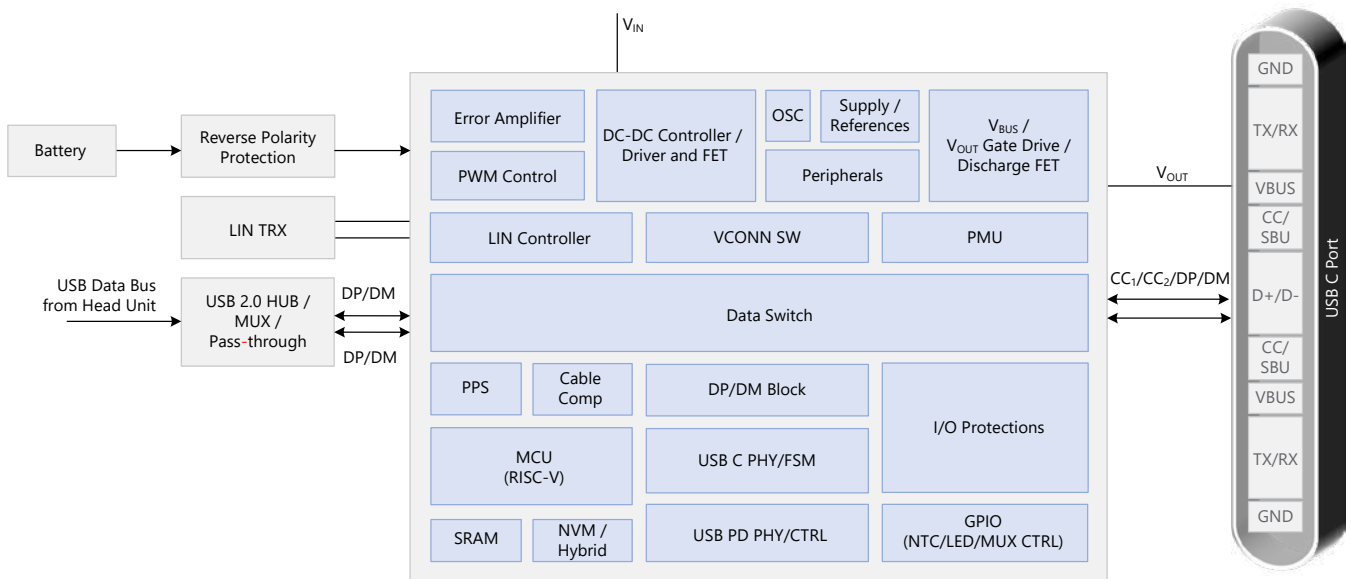 V_IN
Battery
Reverse Polarity
Protection
LIN TRX
USB Data Bus
from Head Unit
USB 2.0 HUB /
MUX /
Pass-through
DP/DM
DP/DM
Error Amplifier
PWM Control
DC-DC Controller /
Driver and FET
OSC
Supply /
References
Peripherals
V_BUS /
V_OUT Gate Drive /
Discharge FET
LIN Controller
VCONN SW
PMU
Data Switch
PPS
Cable
Comp
DP/DM Block
I/O Protections
MCU
(RISC-V)
USB C PHY/FSM
SRAM
NVM /
Hybrid
USB PD PHY/CTRL
GPIO
(NTC/LED/MUX CTRL)
V_OUT
CC₁/CC₂/DP/DM
GND
TX/RX
VBUS
CC/
SBU
D+/D-
CC/
SBU
VBUS
TX/RX
GND
USB C Port